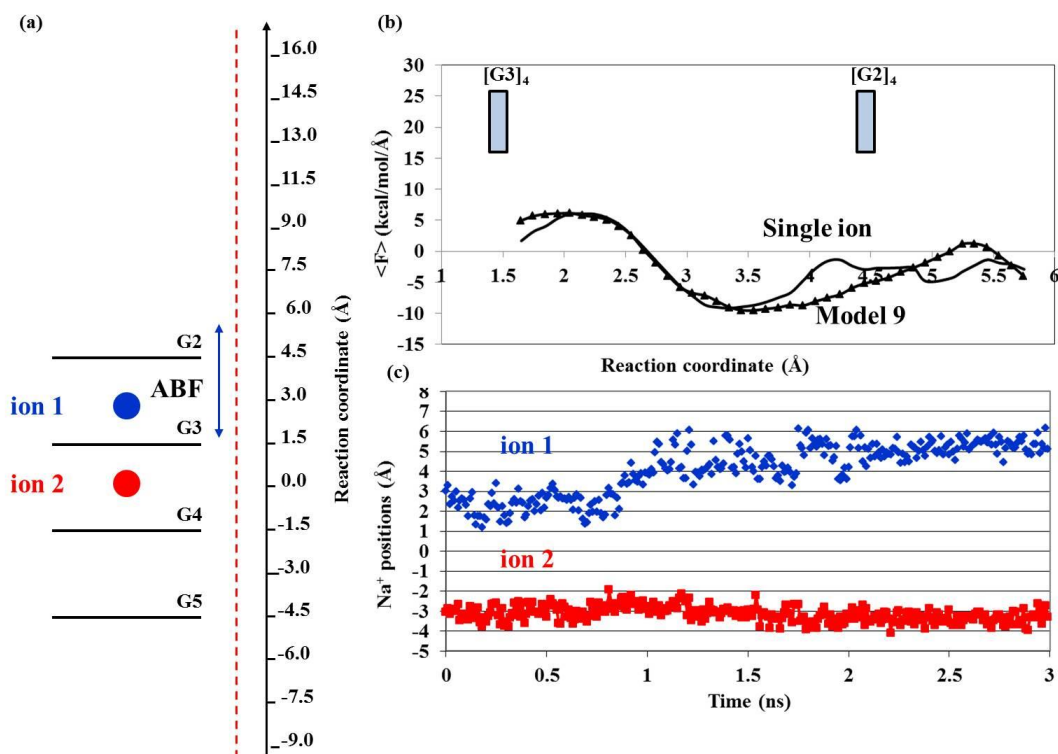 (a)
16.0
14.5
13.0
11.5
9.0
7.5
6.0
4.5
3.0
1.5
0.0
-1.5
-3.0
-4.5
-6.0
-7.5
-9.0
Reaction coordinate (Å)
G2
ABF
ion 1
G3
ion 2
G4
G5
(b)
[G3]4 [G2]4
30
25
20
15
10
5
0
-5
-10
-15
<F> (kcal/mol/Å)
Single ion
Model 9
1 1.5 2 2.5 3 3.5 4 4.5 5 5.5 6
Reaction coordinate (Å)
(c)
8
7
6
5
4
3
2
1
0
-1
-2
-3
-4
-5
Na+ positions (Å)
ion 1
ion 2
0 0.5 1 1.5 2 2.5 3
Time (ns)